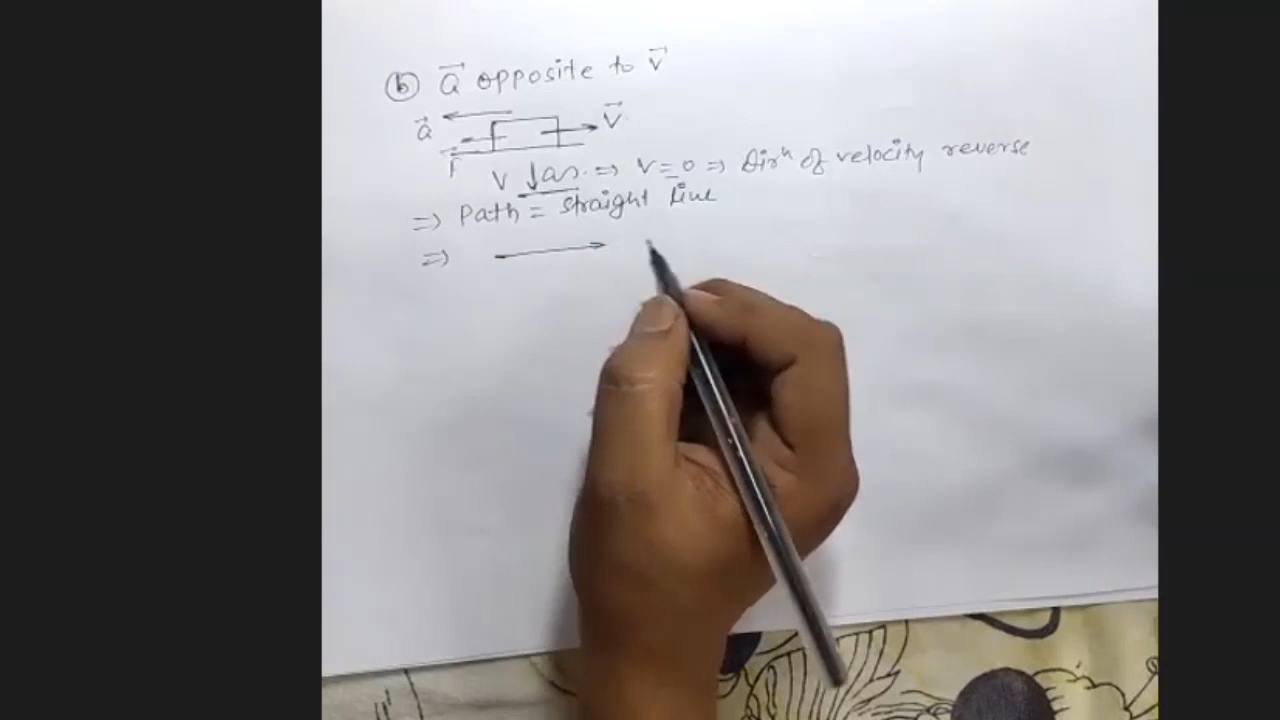 ⓑ a⃗ opposite to v⃗
a⃗ V⃗
F
V ↓as. ⇒ V = 0 ⇒ Dirⁿ of velocity reverse
⇒ Path = straight line
⇒